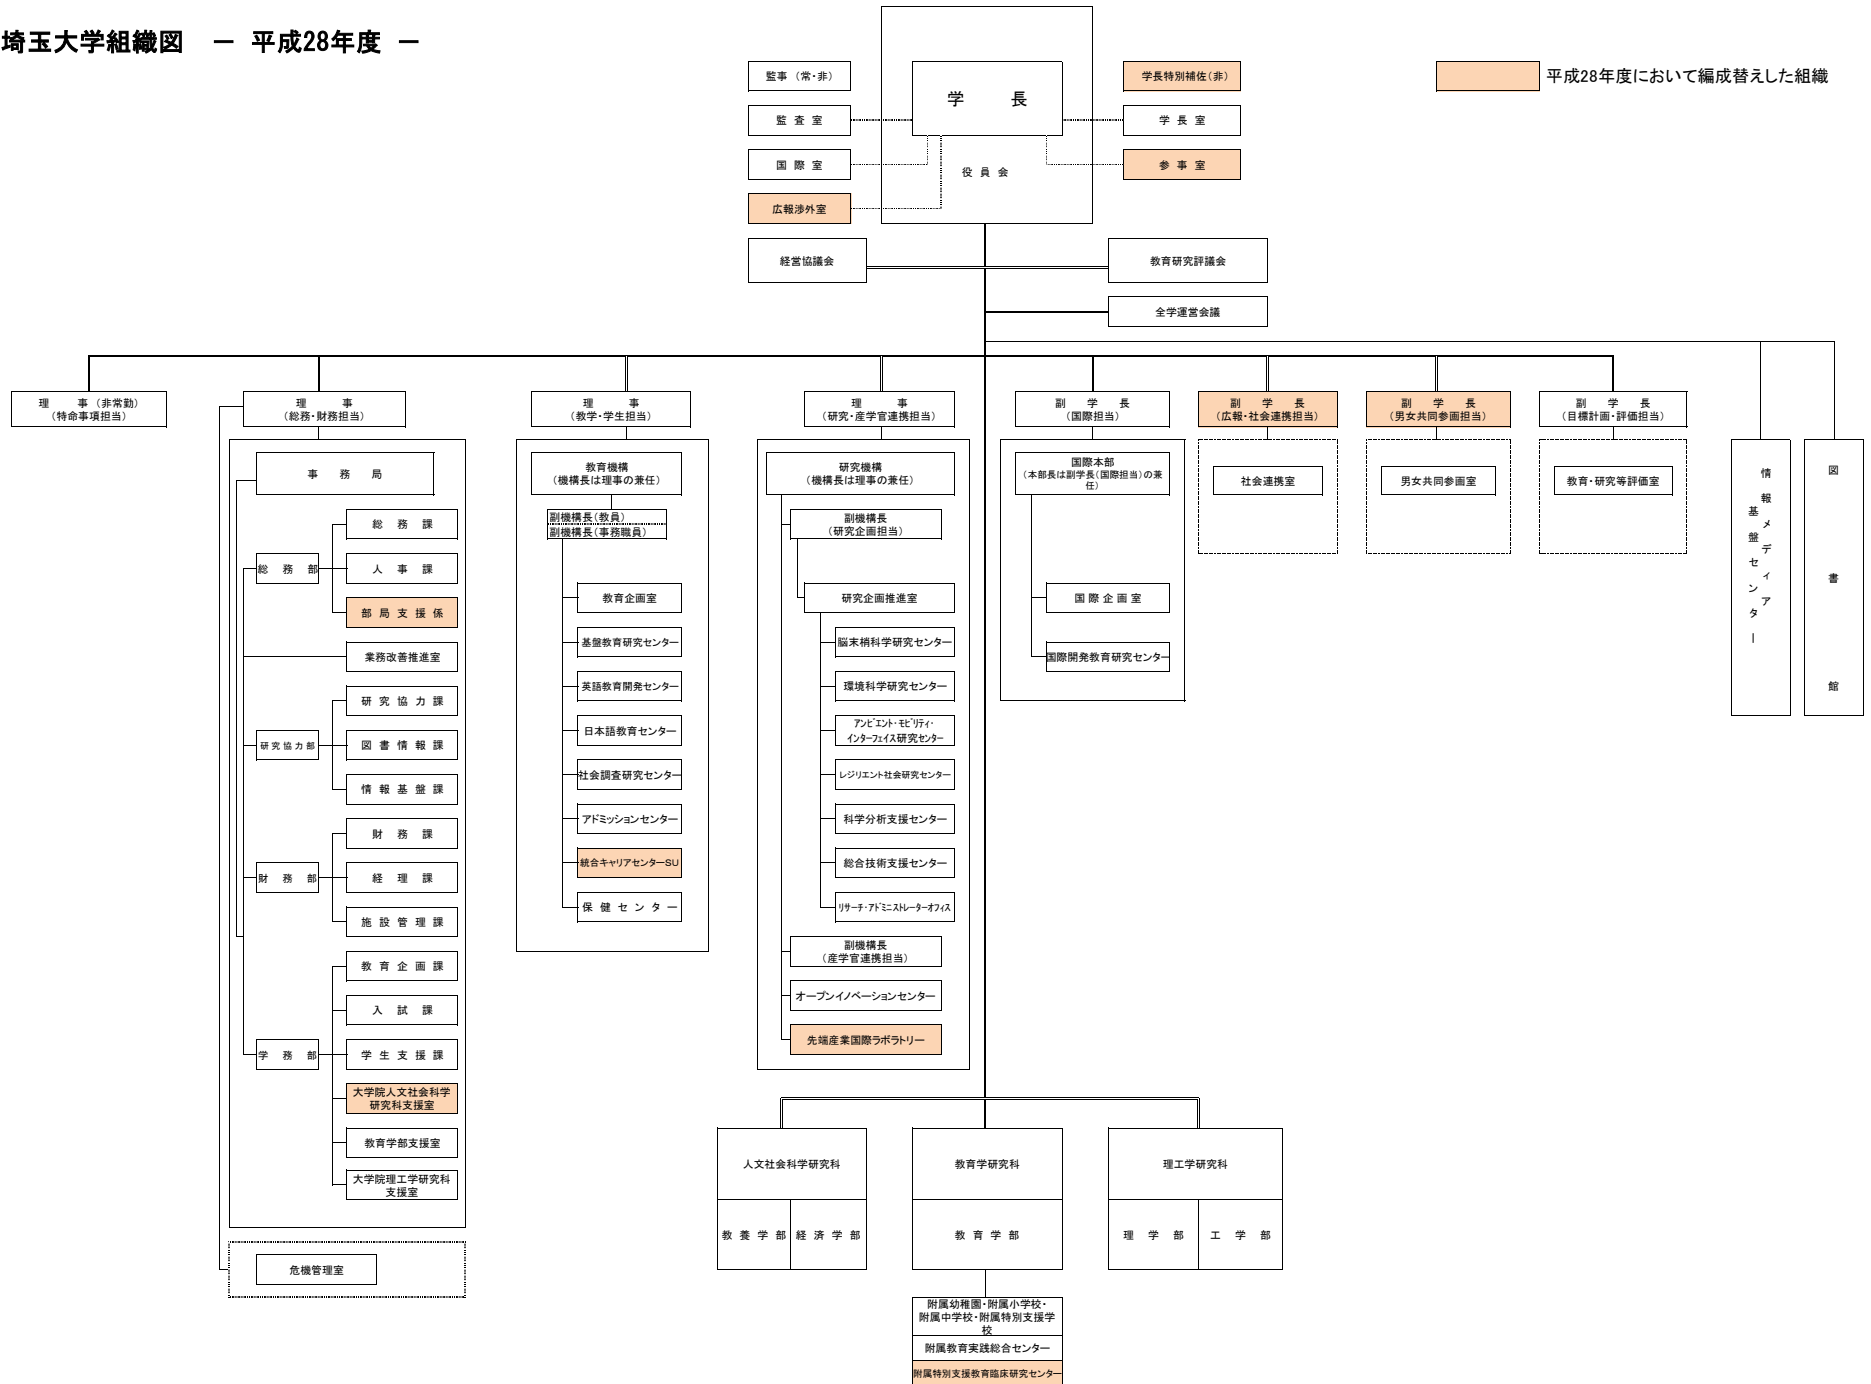 埼玉大学組織図 － 平成28年度 －
平成28年度において編成替えした組織
監事（常・非）
監査室
国際室
広報渉外室
学長
役員会
学長特別補佐(非)
学長室
参事室
経営協議会
教育研究評議会
全学運営会議
理事（非常勤）
（特命事項担当）
理事
（総務・財務担当）
理事
（教学・学生担当）
理事
（研究・産学官連携担当）
副学長
（国際担当）
副学長
（広報・社会連携担当）
副学長
（男女共同参画担当）
副学長
（目標計画・評価担当）
事務局
総務部
総務課
人事課
部局支援係
業務改善推進室
研究協力部
研究協力課
図書情報課
情報基盤課
財務部
財務課
経理課
施設管理課
学務部
教育企画課
入試課
学生支援課
大学院人文社会科学
研究科支援室
教育学部支援室
大学院理工学研究科
支援室
危機管理室
教育機構
（機構長は理事の兼任）
副機構長（教員）
副機構長（事務職員）
教育企画室
基盤教育研究センター
英語教育開発センター
日本語教育センター
社会調査研究センター
アドミッションセンター
統合キャリアセンターSU
保健センター
研究機構
（機構長は理事の兼任）
副機構長
（研究企画担当）
研究企画推進室
脳末梢科学研究センター
環境科学研究センター
アンビエント・モビリティ・
インターフェイス研究センター
レジリエント社会研究センター
科学分析支援センター
総合技術支援センター
リサーチ・アドミニストレーターオフィス
副機構長
（産学官連携担当）
オープンイノベーションセンター
先端産業国際ラボラトリー
国際本部
（本部長は副学長（国際担当）の兼
任）
国際企画室
国際開発教育研究センター
社会連携室
男女共同参画室
教育・研究等評価室
情報メディア
基盤センター
図書館
人文社会科学研究科
教養学部
経済学部
教育学研究科
教育学部
理工学研究科
理学部
工学部
附属幼稚園・附属小学校・
附属中学校・附属特別支援学
校
附属教育実践総合センター
附属特別支援教育臨床研究センター